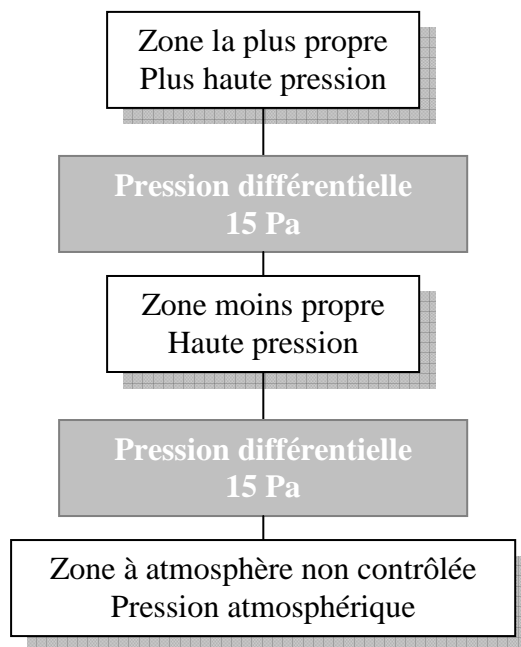 Zone la plus propre
Plus haute pression
Pression différentielle
15 Pa
Zone moins propre
Haute pression
Pression différentielle
15 Pa
Zone à atmosphère non contrôlée
Pression atmosphérique